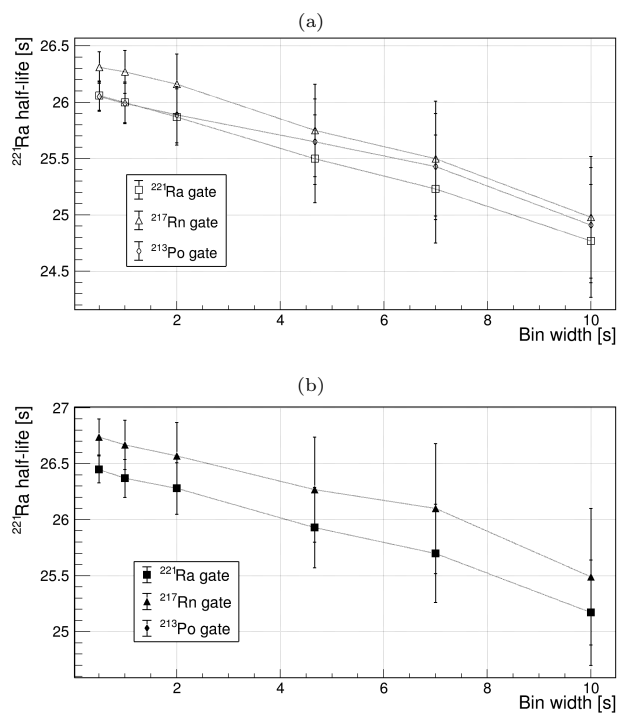 (a)
²²¹Ra half-life [s]
26.5
26
25.5
25
24.5
²²¹Ra gate
²¹⁷Rn gate
²¹³Po gate
2 4 6 8 10
Bin width [s]
(b)
²²¹Ra half-life [s]
27
26.5
26
25.5
25
²²¹Ra gate
²¹⁷Rn gate
²¹³Po gate
2 4 6 8 10
Bin width [s]